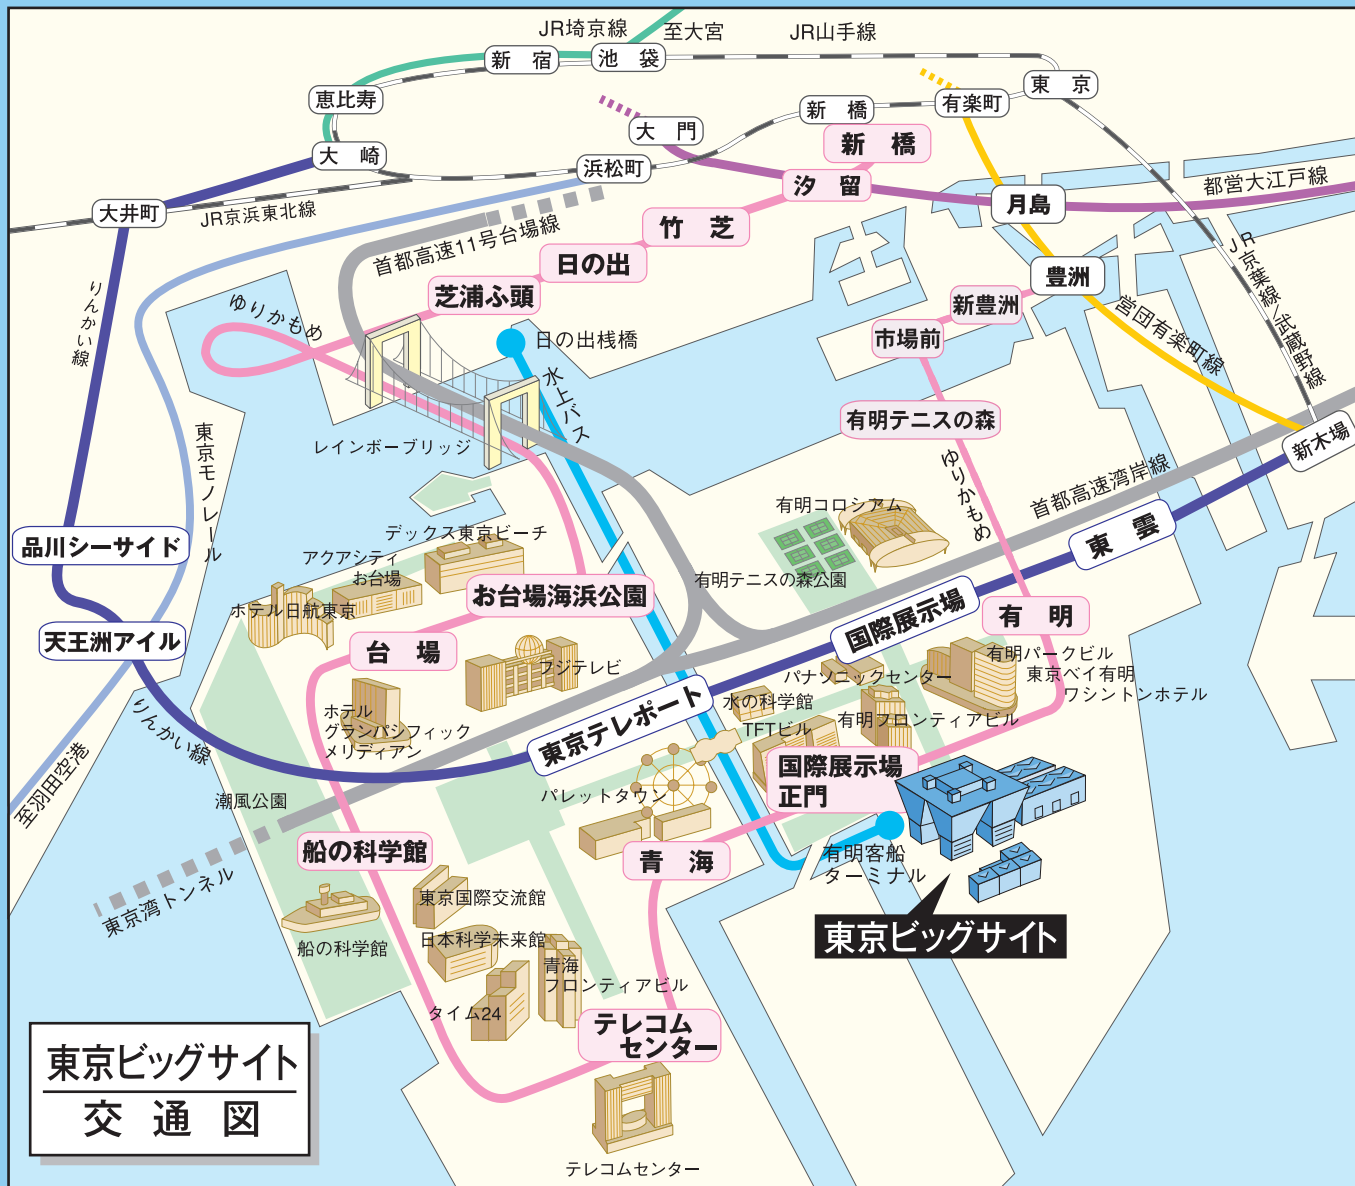 JR埼京線
至大宮
JR山手線
新宿
池袋
恵比寿
新橋
有楽町
東京
大門
新橋
大崎
浜松町
汐留
都営大江戸線
大井町
JR京浜東北線
月島
竹芝
首都高速11号台場線
日の出
豊洲
JR京葉線/武蔵野線
芝浦ふ頭
新豊洲
営団有楽町線
りんかい線
ゆりかもめ
日の出桟橋
市場前
水上バス
有明テニスの森
東京モノレール
レインボーブリッジ
新木場
ゆりかもめ
首都高速湾岸線
有明コロシアム
デックス東京ビーチ
品川シーサイド
アクアシティ
お台場
東雲
有明テニスの森公園
お台場海浜公園
ホテル日航東京
国際展示場
有明
天王洲アイル
台場
フジテレビ
パナソニックセンター
有明パークビル
東京ベイ有明
ワシントンホテル
りんかい線
ホテル
グランパシフィック
メリディアン
東京テレポート
水の科学館
TFTビル
有明フロンティアビル
至羽田空港
国際展示場
正門
潮風公園
パレットタウン
船の科学館
青海
有明客船
ターミナル
東京湾トンネル
東京国際交流館
船の科学館
日本科学未来館
東京ビッグサイト
青海
フロンティアビル
タイム24
テレコム
センター
東京ビッグサイト
交通図
テレコムセンター